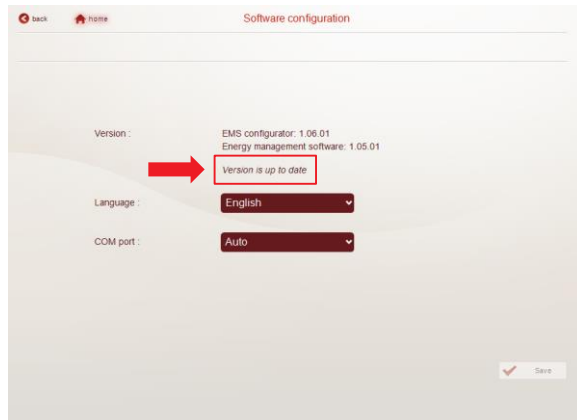 back home Software configuration
Version : EMS configurator: 1.06.01
Energy management software: 1.05.01
Version is up to date
Language : English
COM port : Auto
Save